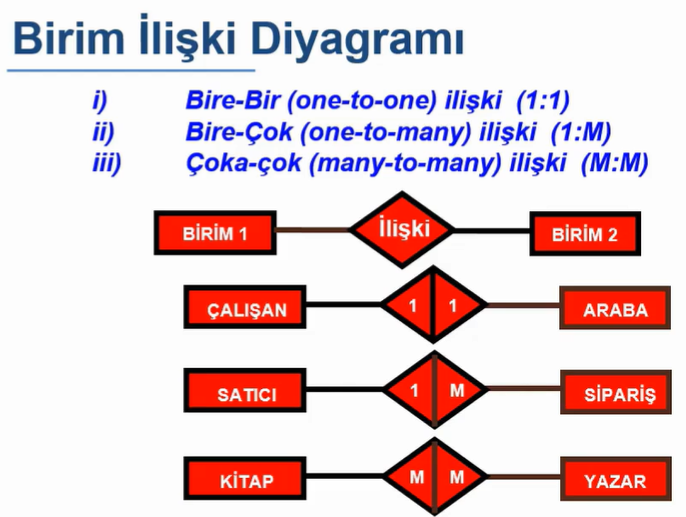 Birim İlişki Diyagramı
i) Bire-Bir (one-to-one) ilişki (1:1)
ii) Bire-Çok (one-to-many) ilişki (1:M)
iii) Çoka-çok (many-to-many) ilişki (M:M)
BİRİM 1 İlişki BİRİM 2
ÇALIŞAN 1 1 ARABA
SATICI 1 M SİPARİŞ
KİTAP M M YAZAR